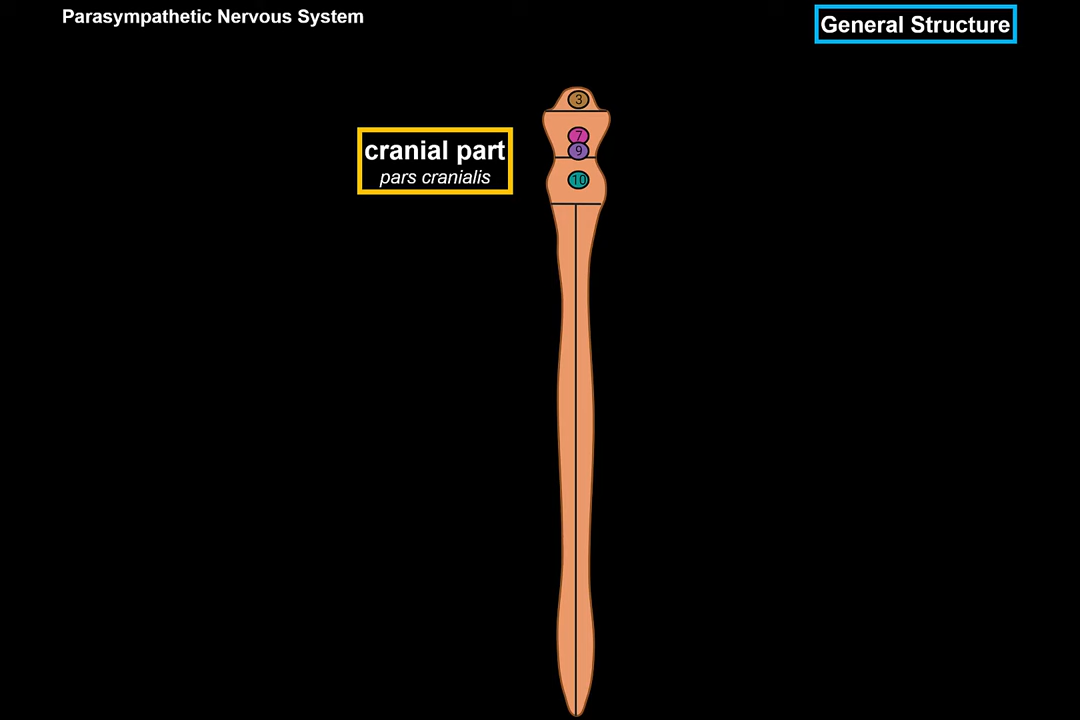 Parasympathetic Nervous System
General Structure
3
cranial part
pars cranialis
7
9
10